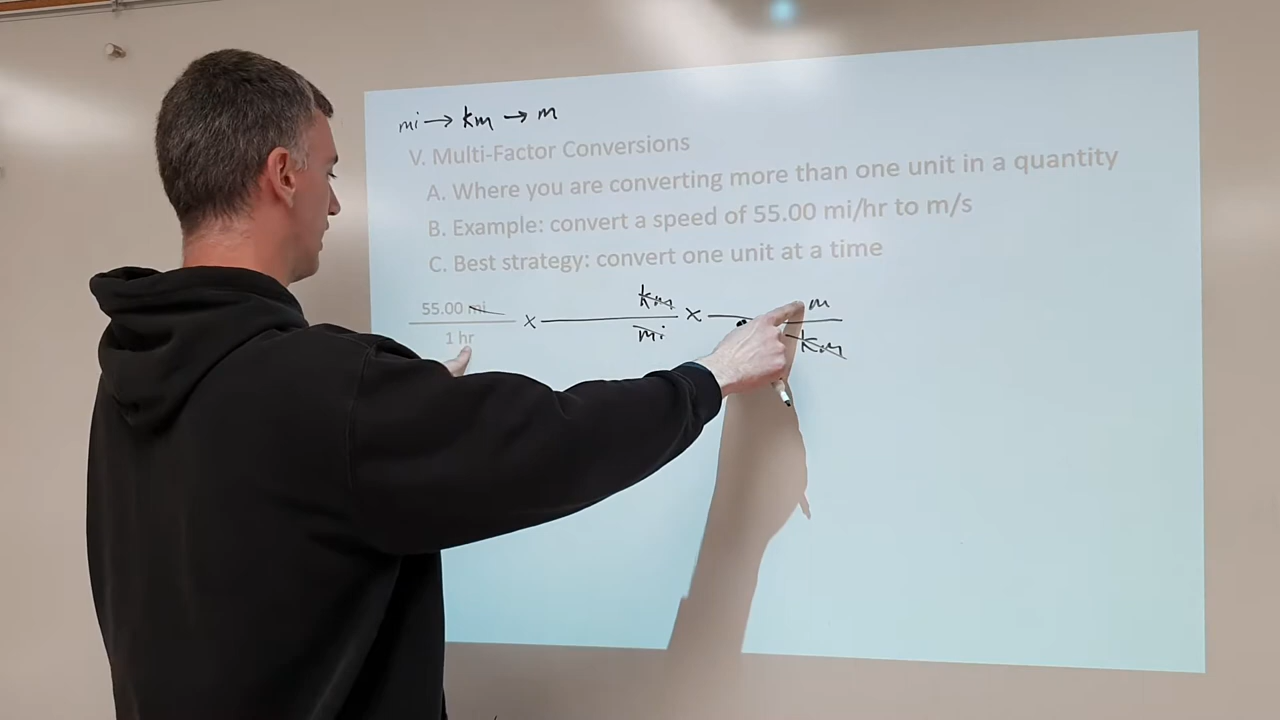 mi → km → m
V. Multi-Factor Conversions
A. Where you are converting more than one unit in a quantity
B. Example: convert a speed of 55.00 mi/hr to m/s
C. Best strategy: convert one unit at a time
55.00 mi x km x m
1 hr mi km